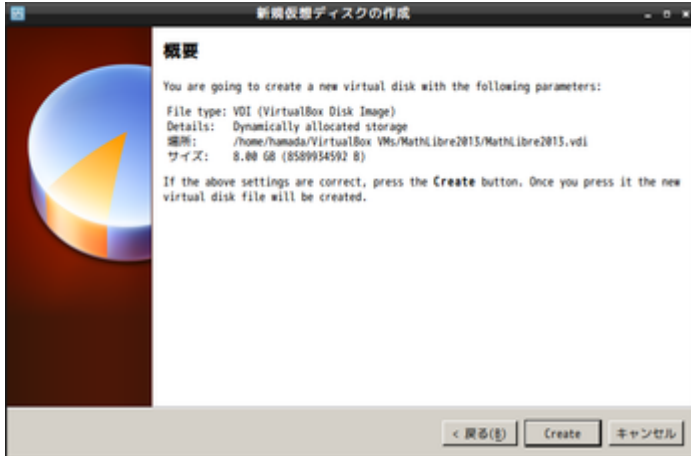 新規仮想ディスクの作成
概要
You are going to create a new virtual disk with the following parameters:
File type: VDI (VirtualBox Disk Image)
Details: Dynamically allocated storage
場所: /home/hamada/VirtualBox VMs/MathLibre2013/MathLibre2013.vdi
サイズ: 8.00 GB (8589934592 B)
If the above settings are correct, press the Create button. Once you press it the new
virtual disk file will be created.
< 戻る(B) Create キャンセル